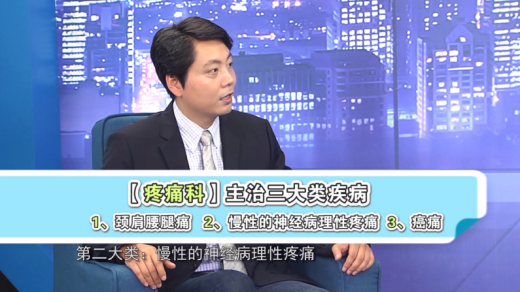 【疼痛科】主治三大类疾病
1、颈肩腰腿痛 2、慢性的神经病理性疼痛 3、癌痛
第二大类：慢性的神经病理性疼痛